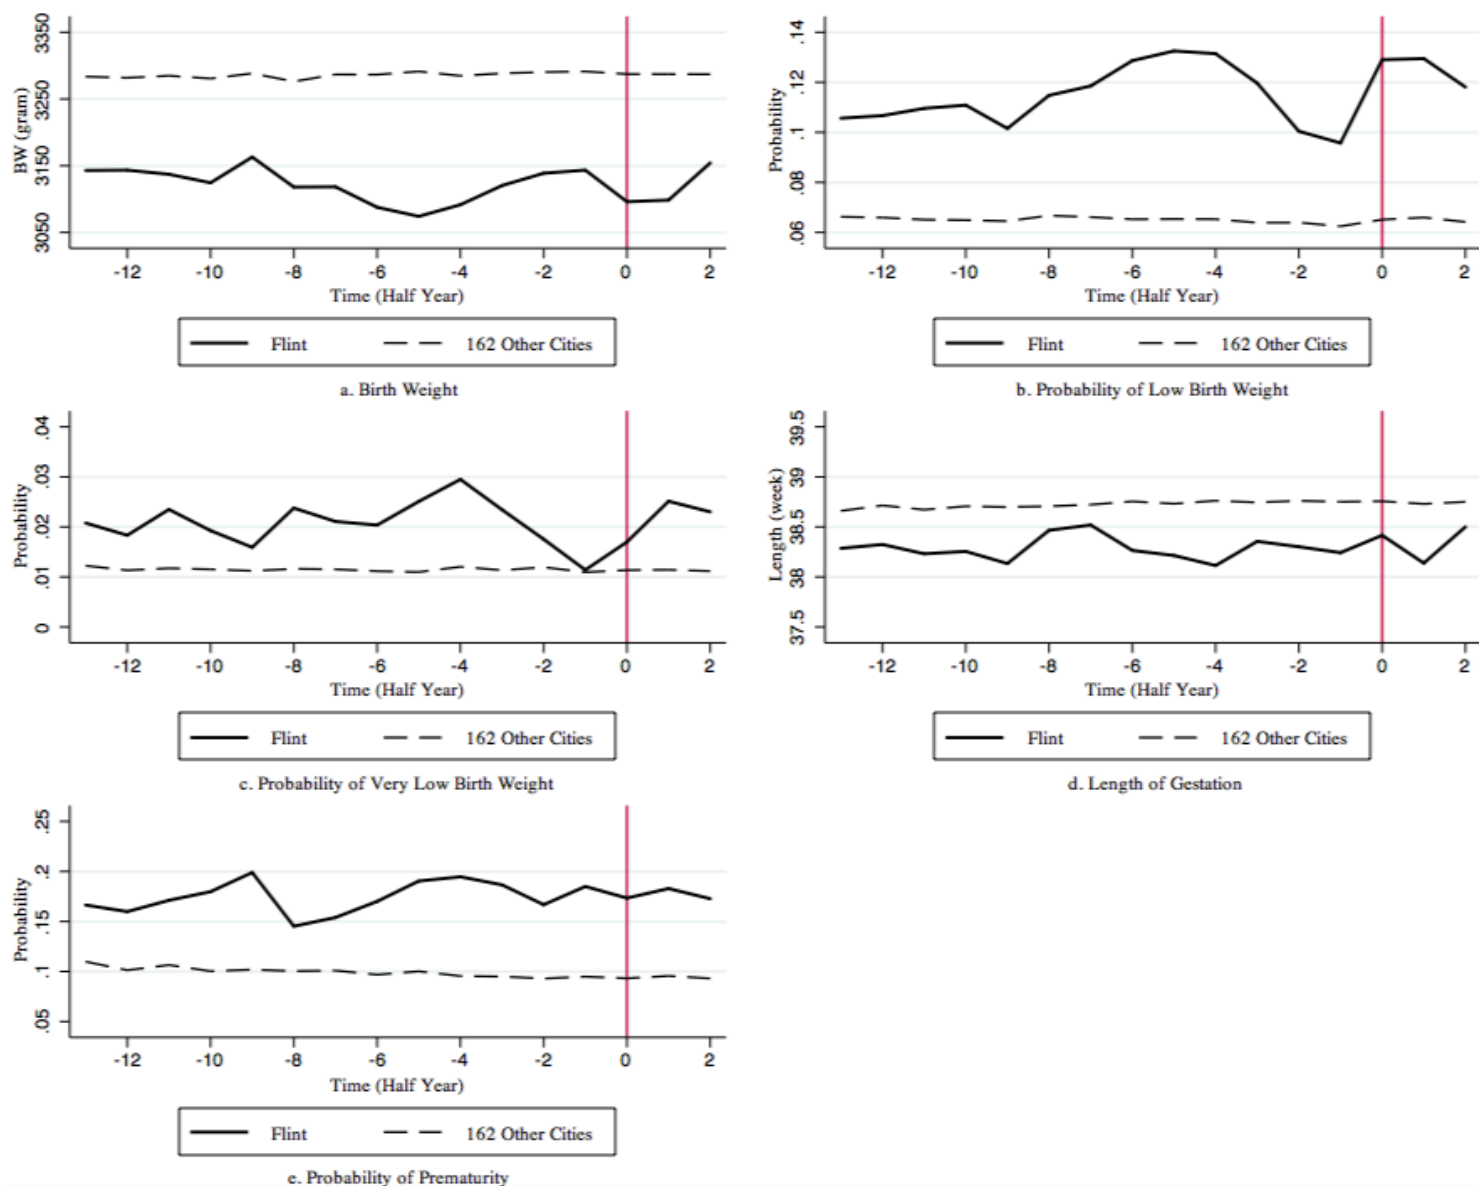 3350
3250
3150
3050
BW (gram)
-12 -10 -8 -6 -4 -2 0 2
Time (Half Year)
Flint 162 Other Cities
a. Birth Weight
.14
.12
.1
.08
.06
Probability
-12 -10 -8 -6 -4 -2 0 2
Time (Half Year)
Flint 162 Other Cities
b. Probability of Low Birth Weight
.04
.03
.02
.01
0
Probability
-12 -10 -8 -6 -4 -2 0 2
Time (Half Year)
Flint 162 Other Cities
c. Probability of Very Low Birth Weight
39.5
39
38.5
38
37.5
Length (week)
-12 -10 -8 -6 -4 -2 0 2
Time (Half Year)
Flint 162 Other Cities
d. Length of Gestation
.25
.2
.15
.1
.05
Probability
-12 -10 -8 -6 -4 -2 0 2
Time (Half Year)
Flint 162 Other Cities
e. Probability of Prematurity